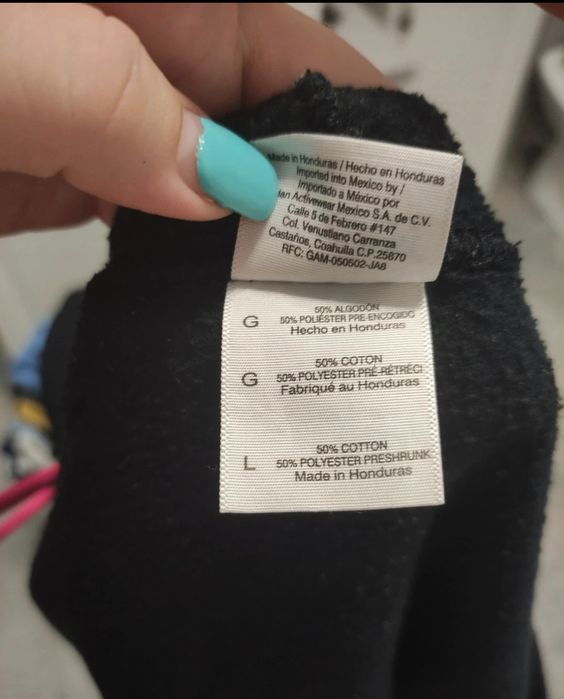 Made in Honduras / Hecho en Honduras
Imported into Mexico by /
Importado a México por
Activewear Mexico S.A. de C.V.
Calle 5 de Febrero #147
Col. Venustiano Carranza
Castaños, Coahuila C.P.25870
RFC: GAM-050502-JA8
G
50% ALGODÓN
50% POLIÉSTER PRE-ENCOGIDO
Hecho en Honduras
G
50% COTON
50% POLYESTER PRÉ-RÉTRÉCI
Fabriqué au Honduras
L
50% COTTON
50% POLYESTER PRESHRUNK
Made in Honduras